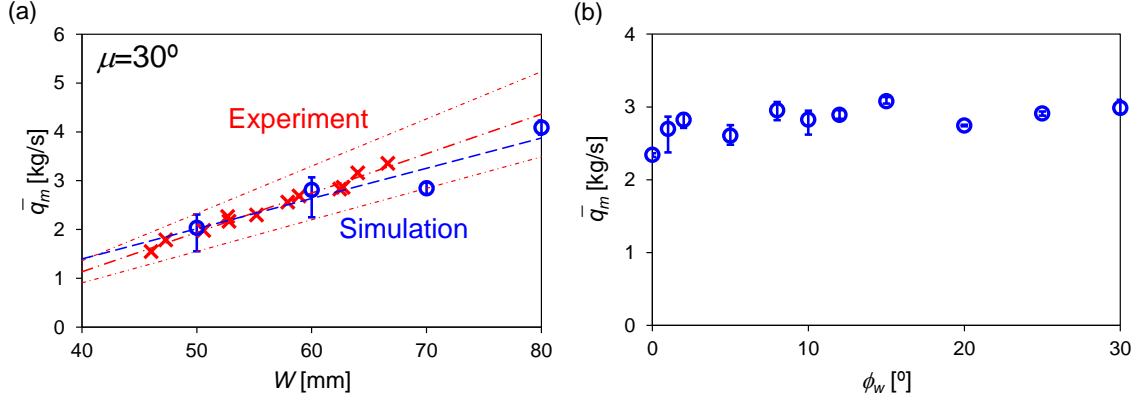 (a)
μ=30º
Experiment
Simulation
q̄m [kg/s]
6
5
4
3
2
1
0
40 50 60 70 80
W [mm]
(b)
q̄m [kg/s]
4
3
2
0
0 10 20 30
ϕw [º]